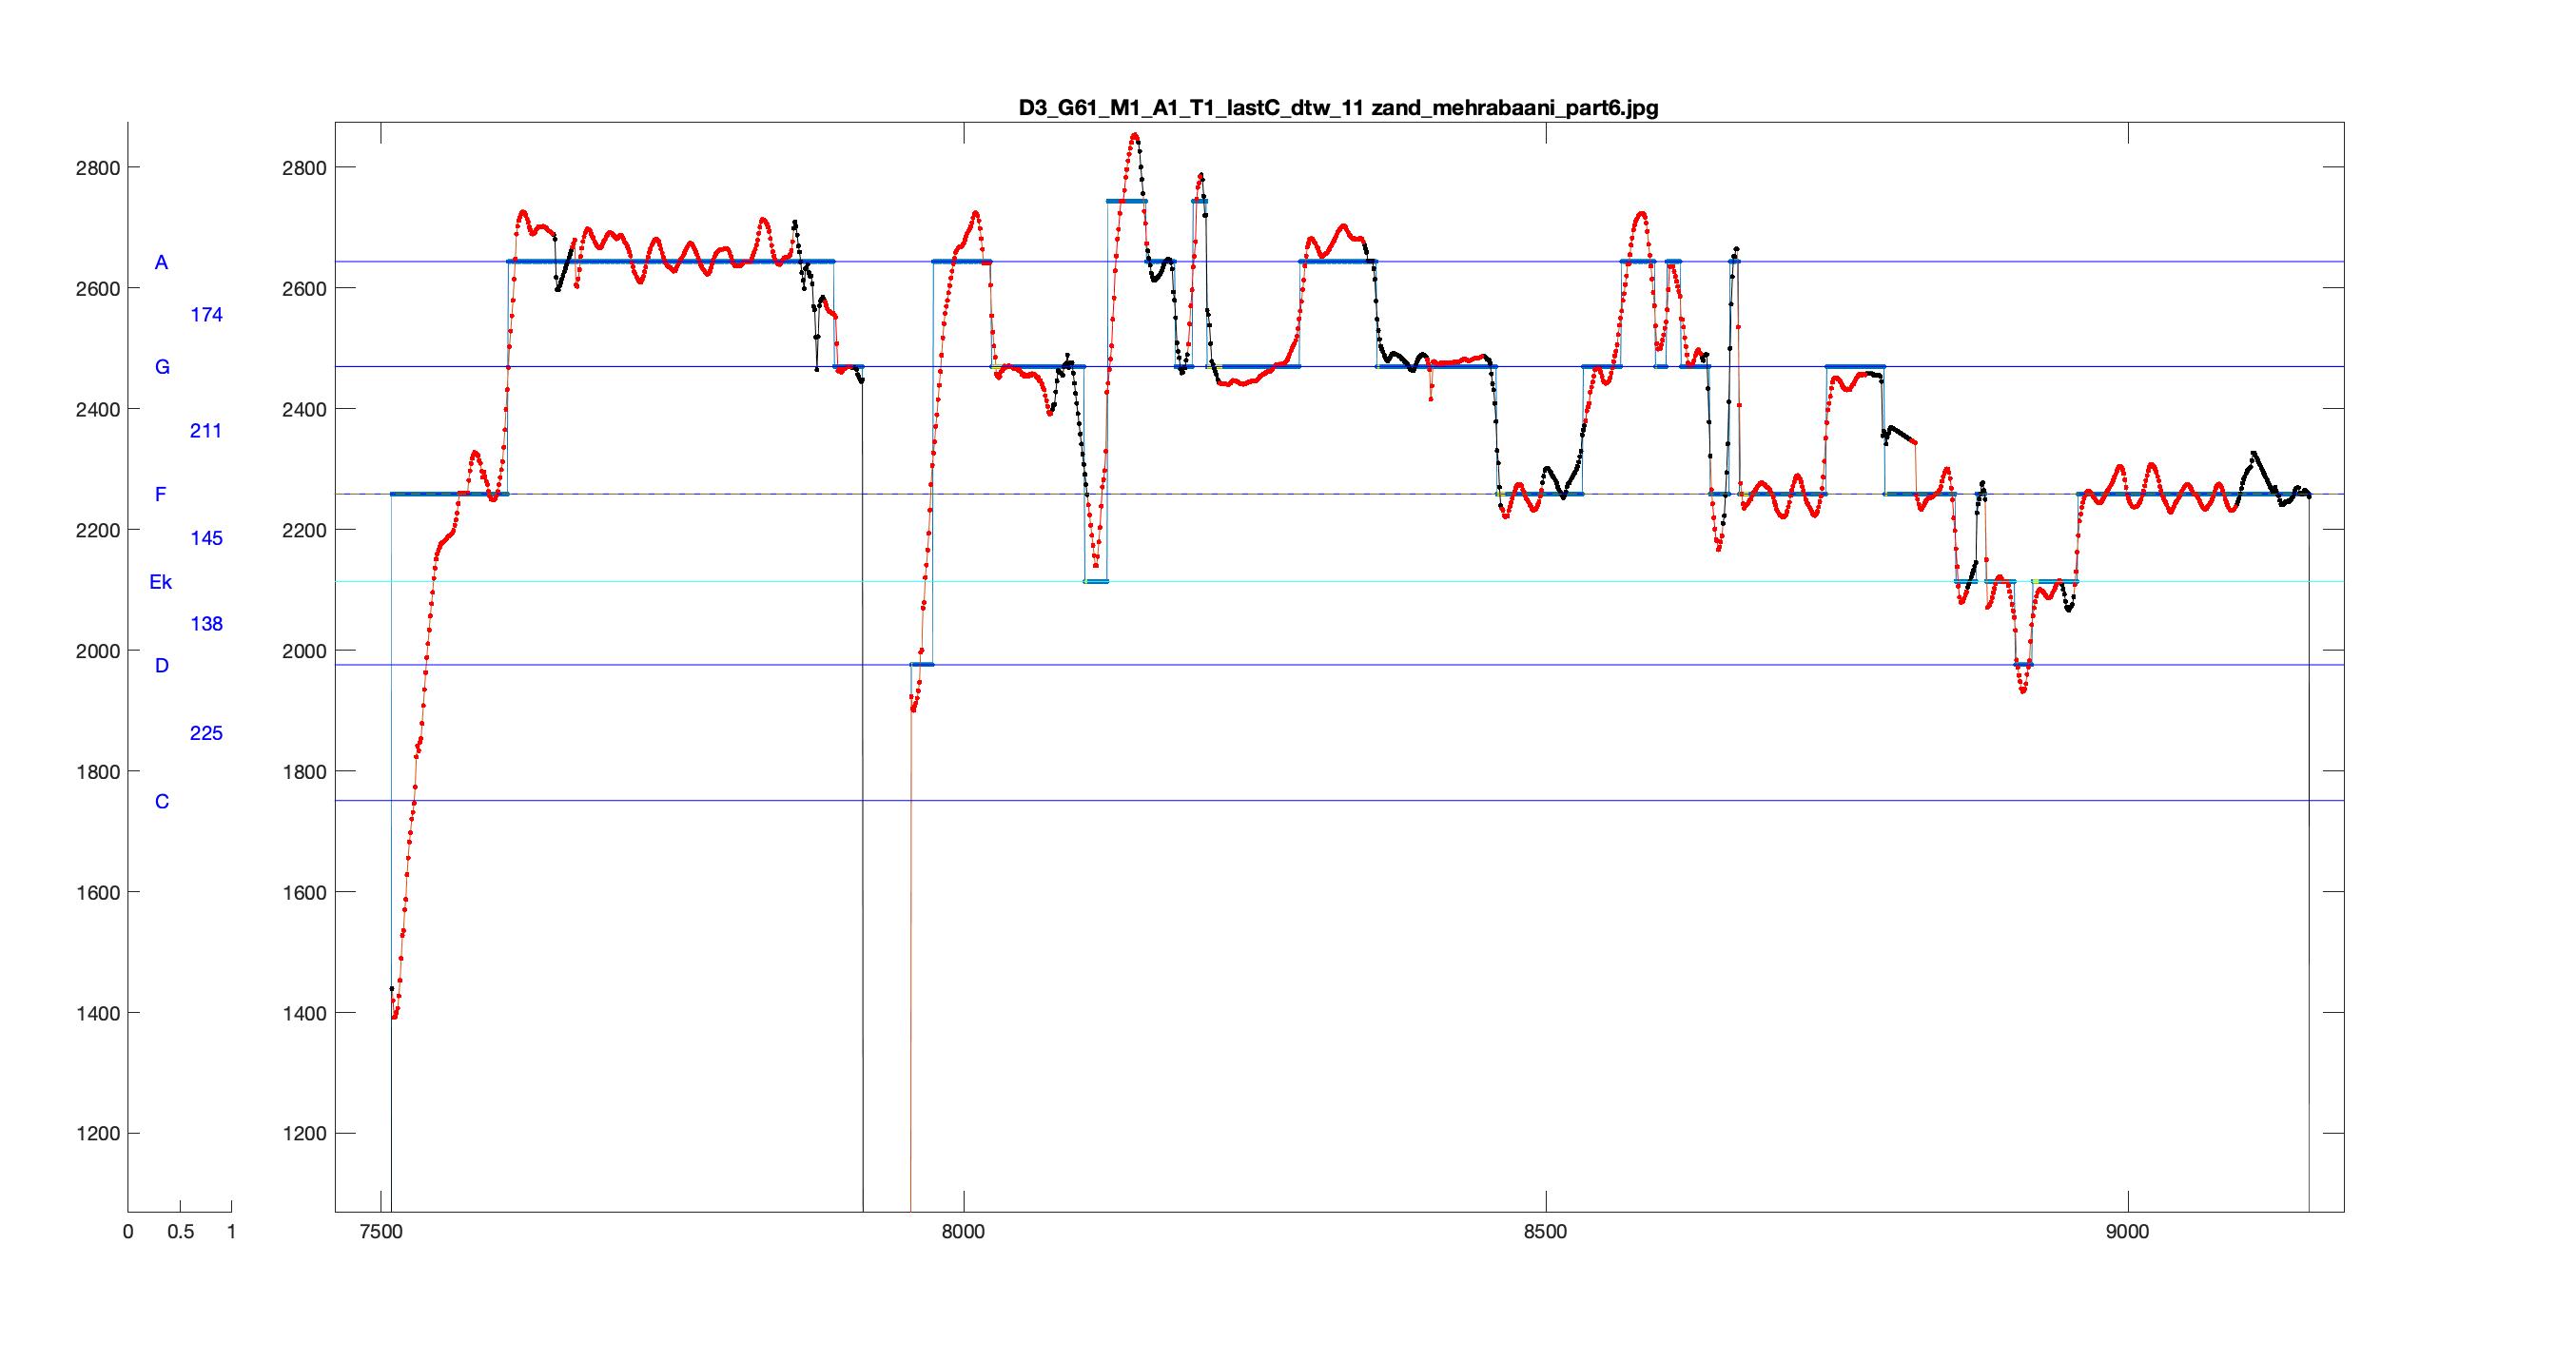 D3_G61_M1_A1_T1_lastC_dtw_11 zand_mehrabaani_part6.jpg
2800 2800
A
174
2600 2600
G
2400 2400
211
F
2200 2200
145
Ek
138
2000 2000
D
225
1800 1800
C
1600 1600
1400 1400
1200 1200
0 0.5 1 7500 8000 8500 9000